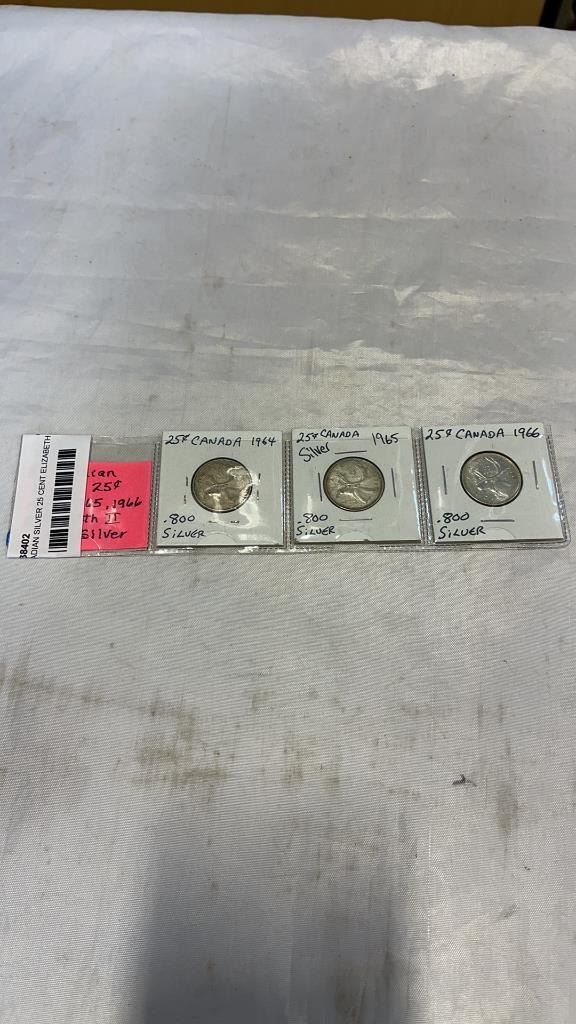 38402
ADIAN SILVER 25 CENT ELIZABETH
ian
25¢
65, 1966
th II
Silver
25¢ CANADA 1964
.800
SILVER
25¢ CANADA 1965
Silver
.800
SILVER
25¢ CANADA 1966
.800
SILVER